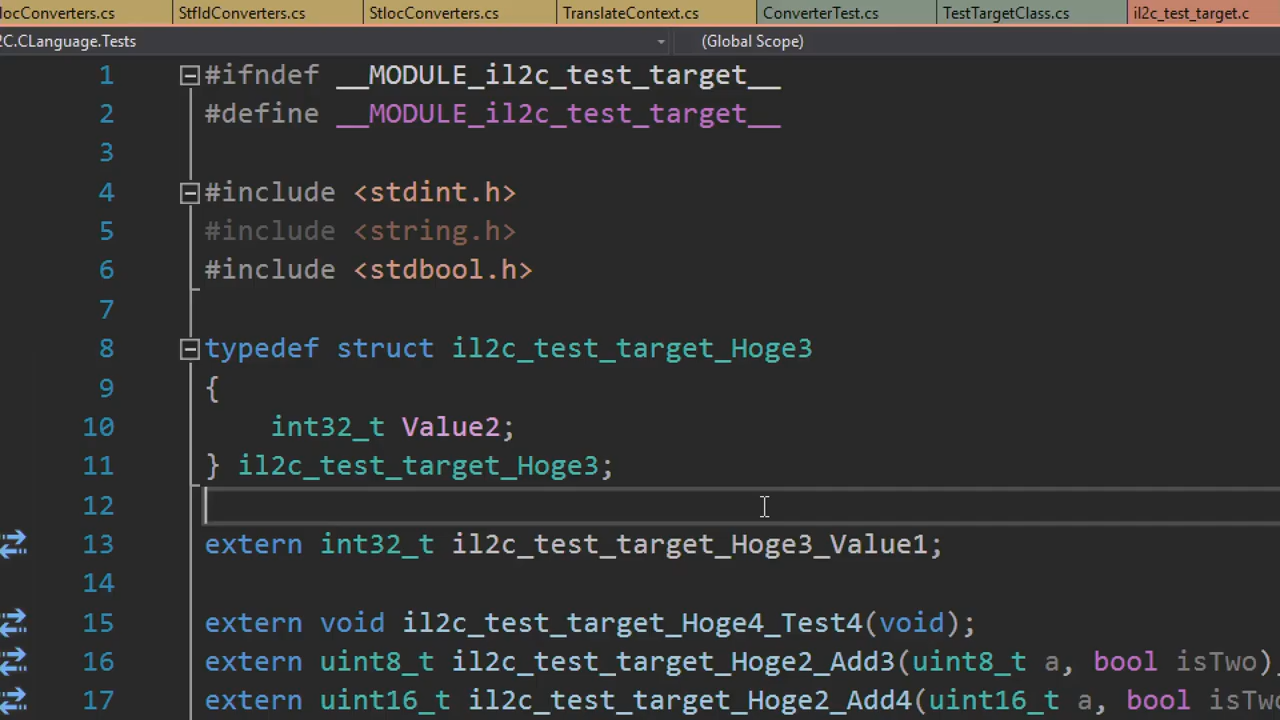 locConverters.cs StfldConverters.cs StlocConverters.cs TranslateContext.cs ConverterTest.cs TestTargetClass.cs il2c_test_target.c
2C.CLanguage.Tests (Global Scope)
1 #ifndef __MODULE_il2c_test_target__
2 #define __MODULE_il2c_test_target__
3
4 #include <stdint.h>
5 #include <string.h>
6 #include <stdbool.h>
7
8 typedef struct il2c_test_target_Hoge3
9 {
10 int32_t Value2;
11 } il2c_test_target_Hoge3;
12
13 extern int32_t il2c_test_target_Hoge3_Value1;
14
15 extern void il2c_test_target_Hoge4_Test4(void);
16 extern uint8_t il2c_test_target_Hoge2_Add3(uint8_t a, bool isTwo)
17 extern uint16_t il2c_test_target_Hoge2_Add4(uint16_t a, bool isTwo